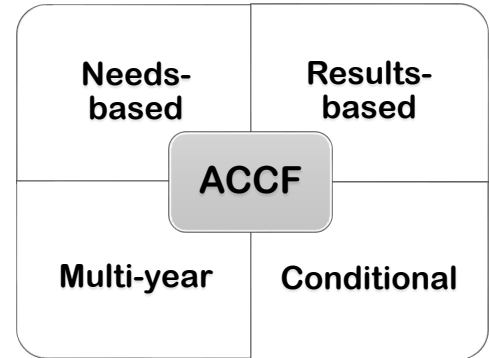 Needs-
based
Results-
based
ACCF
Multi-year
Conditional